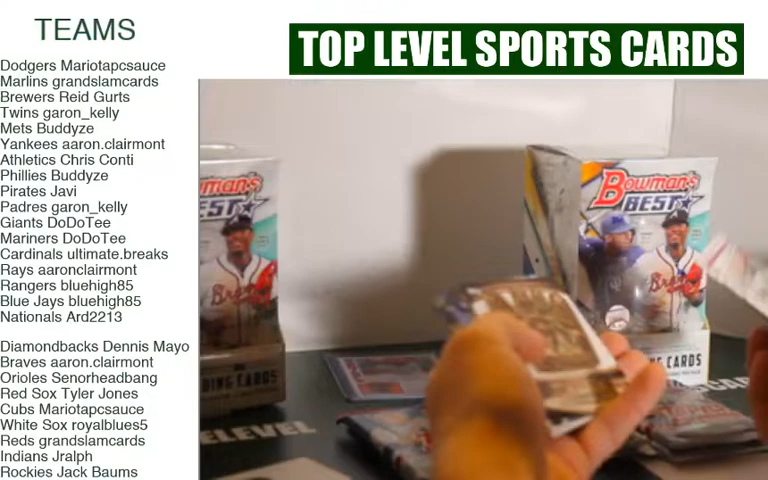 TEAMS
TOP LEVEL SPORTS CARDS
Dodgers Mariotapcsauce
Marlins grandslamcards
Brewers Reid Gurts
Twins garon_kelly
Mets Buddyze
Yankees aaron.clairmont
Athletics Chris Conti
Phillies Buddyze
Pirates Javi
Padres garon_kelly
Giants DoDoTee
Mariners DoDoTee
Cardinals ultimate.breaks
Rays aaronclairmont
Rangers bluehigh85
Blue Jays bluehigh85
Nationals Ard2213
Diamondbacks Dennis Mayo
Braves aaron.clairmont
Orioles Senorheadbang
Red Sox Tyler Jones
Cubs Mariotapcsauce
White Sox royalblues5
Reds grandslamcards
Indians Jralph
Rockies Jack Baums
Bowman's
BEST
Braves
CARDS
BEST
CARDS
LEVEL